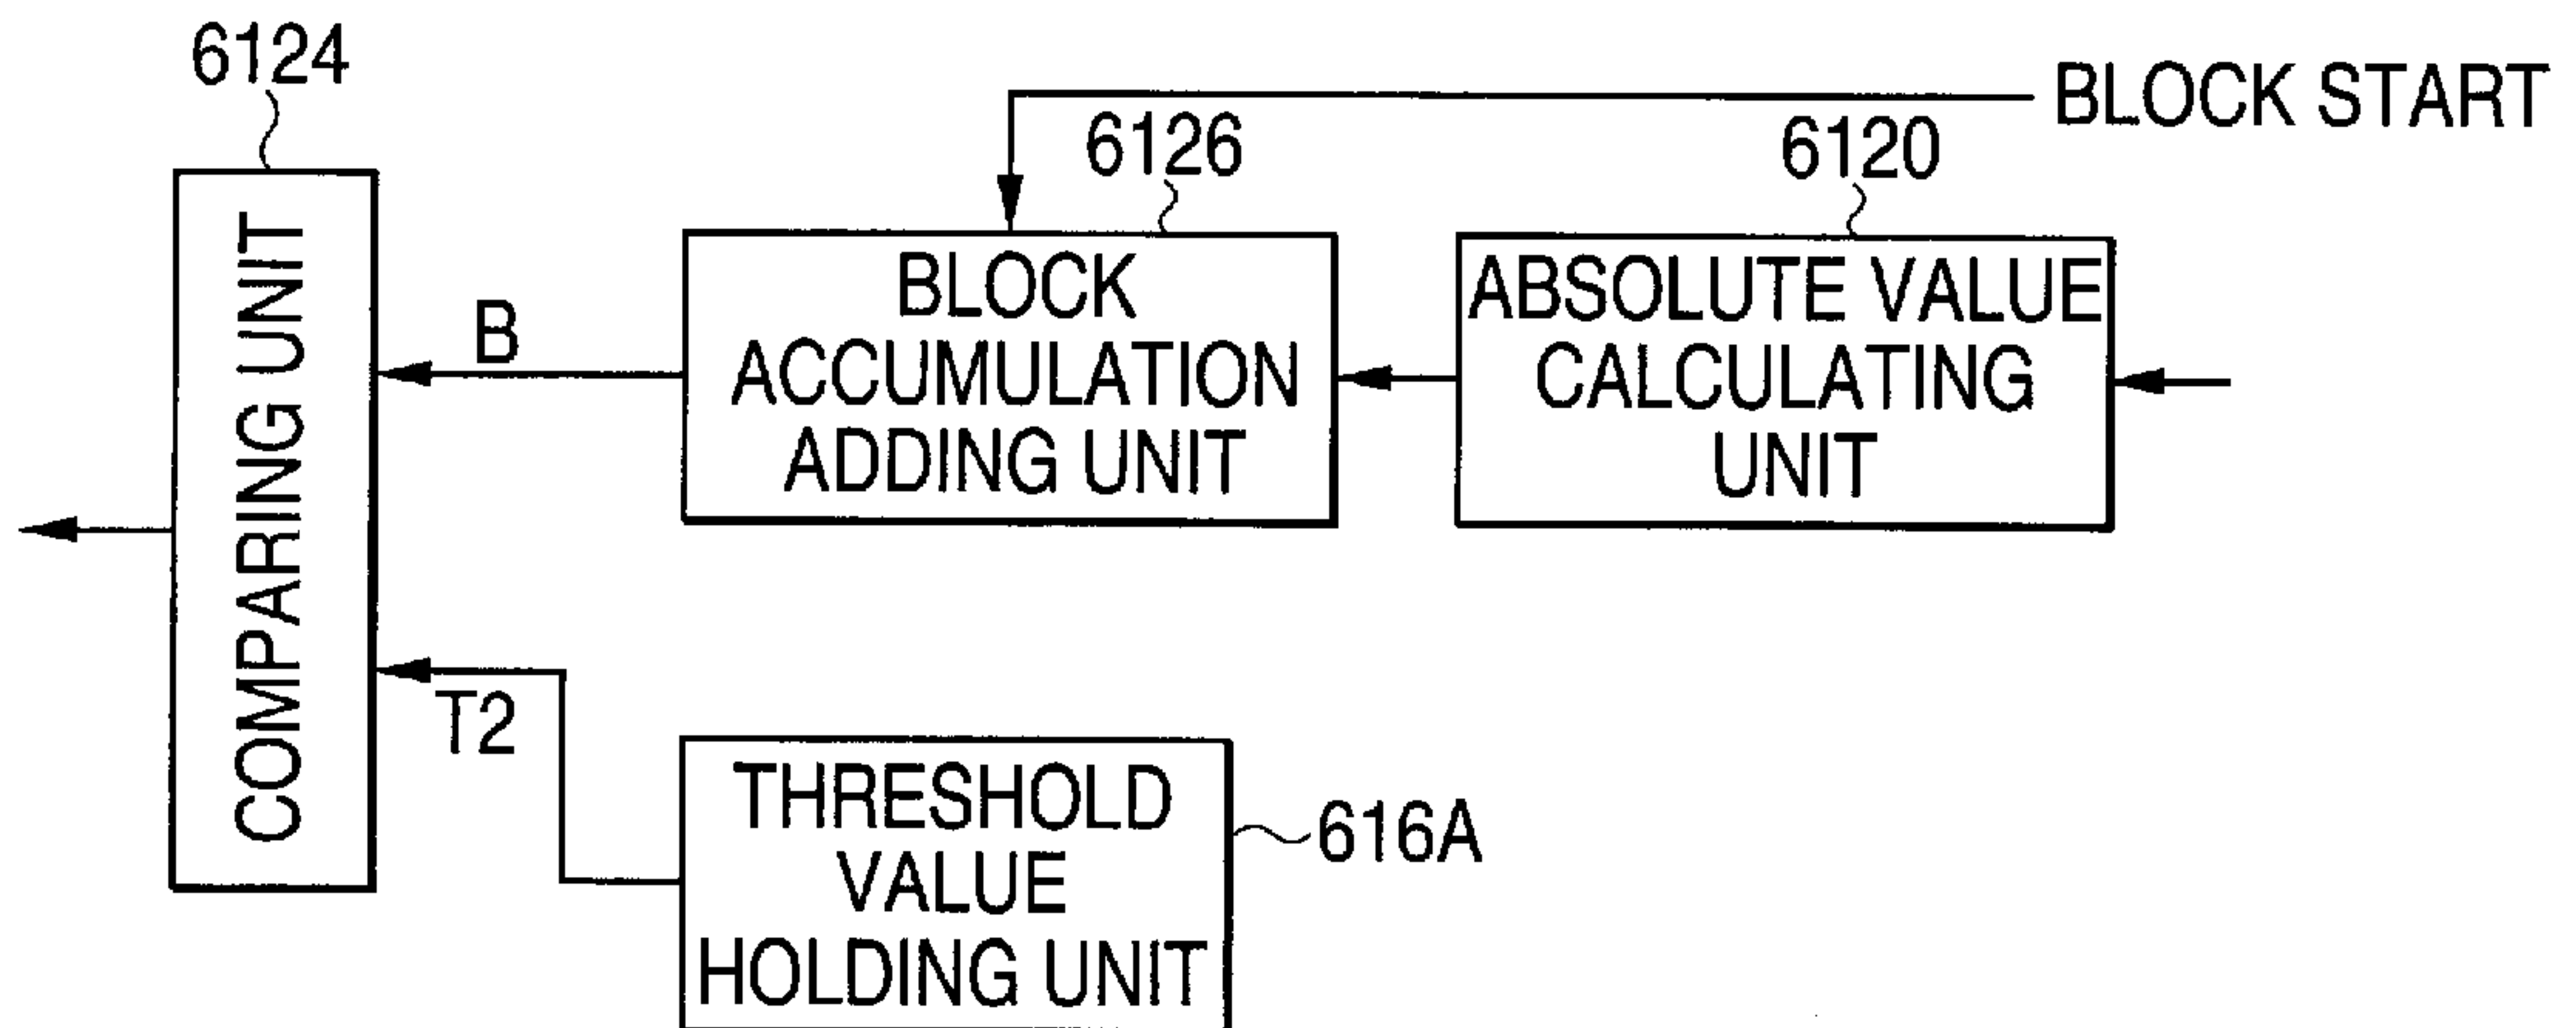 6124
BLOCK START
6126
6120
COMPARING UNIT
B
BLOCK
ACCUMULATION
ADDING UNIT
ABSOLUTE VALUE
CALCULATING
UNIT
T2
THRESHOLD
VALUE
HOLDING UNIT
616A